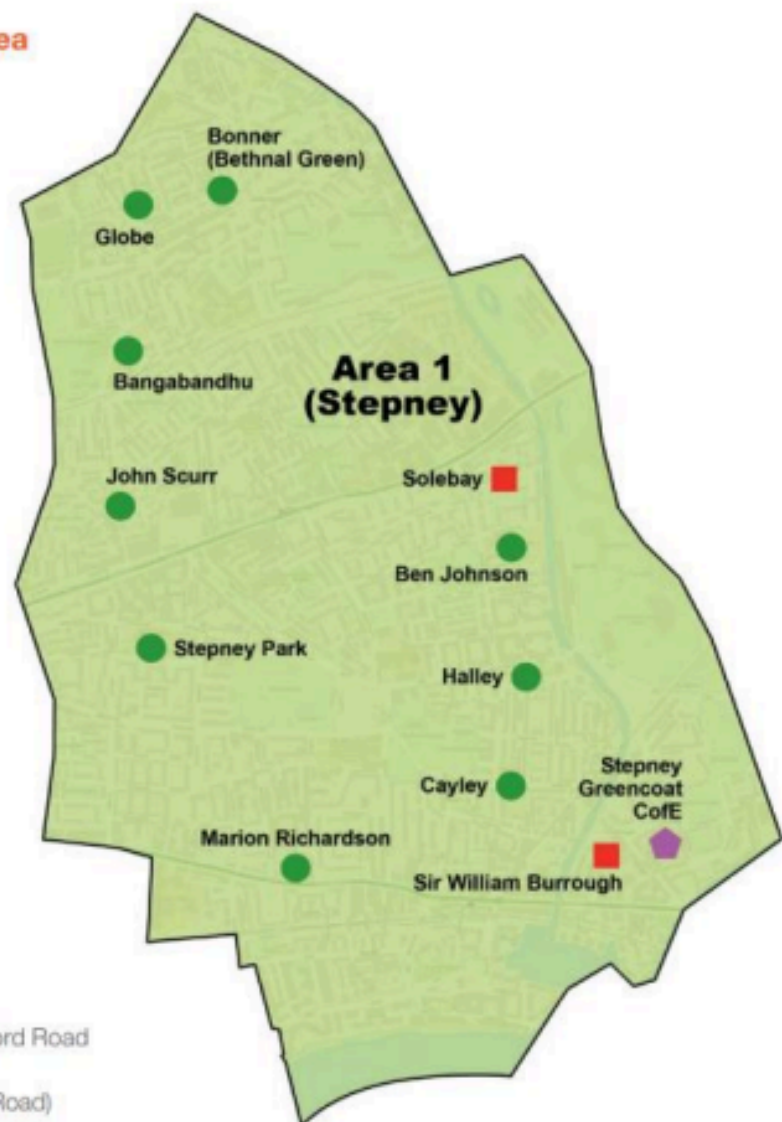 ea
Bonner
(Bethnal Green)
Globe
Bangabandhu
Area 1
(Stepney)
John Scurr
Solebay
Ben Johnson
Stepney Park
Halley
Cayley
Stepney
Greencoat
CofE
Marion Richardson
Sir William Burrough
ord Road
Road)